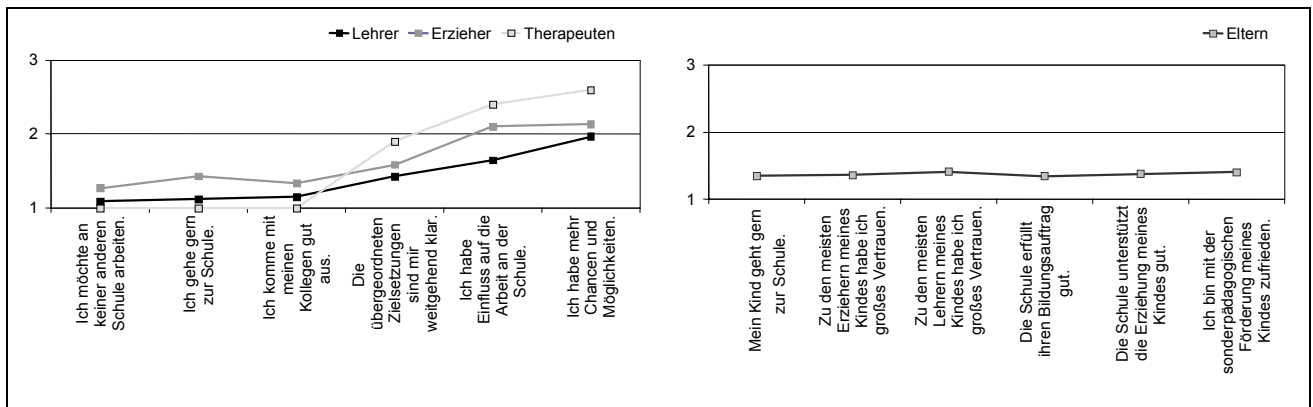 Lehrer Erzieher Therapeuten
3
2
1
Ich möchte an
keiner anderen
Schule arbeiten.
Ich gehe gern
zur Schule.
Ich komme mit
meinen
Kollegen gut
aus.
Die
übergeordneten
Zielsetzungen
sind mir
weitgehend klar.
Ich habe
Einfluss auf die
Arbeit an der
Schule.
Ich habe mehr
Chancen und
Möglichkeiten.
Eltern
3
2
1
Mein Kind geht gern
zur Schule.
Zu den meisten
Erziehern meines
Kindes habe ich
großes Vertrauen.
Zu den meisten
Lehrern meines
Kindes habe ich
großes Vertrauen.
Die Schule erfüllt
ihren Bildungsauftrag
gut.
Die Schule unterstützt
die Erziehung meines
Kindes gut.
Ich bin mit der
sonderpädagogischen
Förderung meines
Kindes zufrieden.